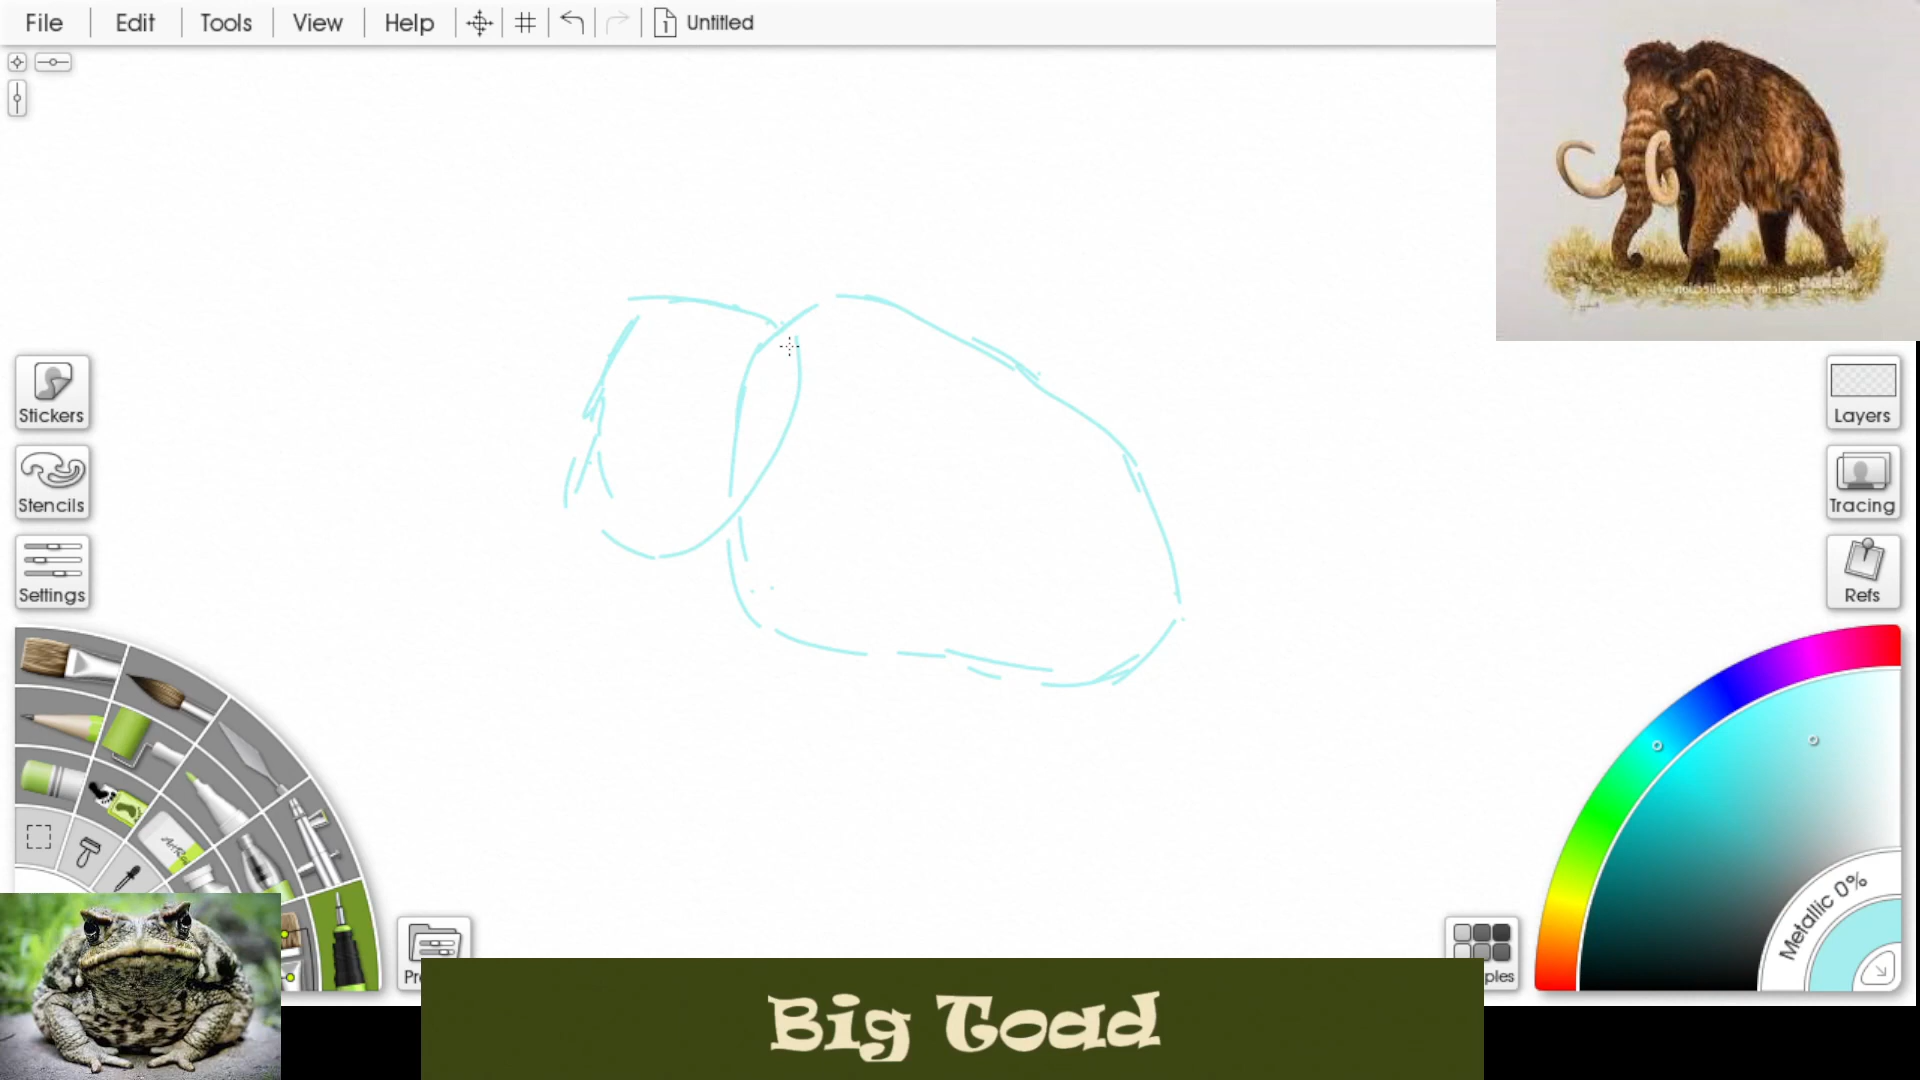 File Edit Tools View Help Untitled
Stickers
Stencils
Settings
Layers
Tracing
Refs
Metallic 0%
Big Toad